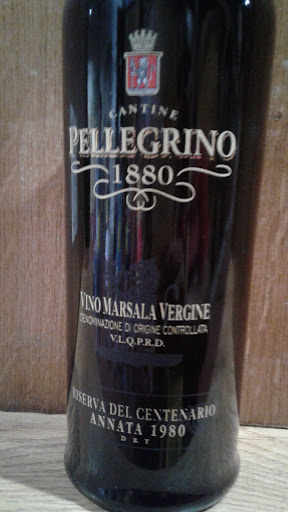 CANTINE
PELLEGRINO
1880
VINO MARSALA VERGINE
DENOMINAZIONE DI ORIGINE CONTROLLATA
V.L.Q.P.R.D.
RISERVA DEL CENTENARIO
ANNATA 1980
DRY